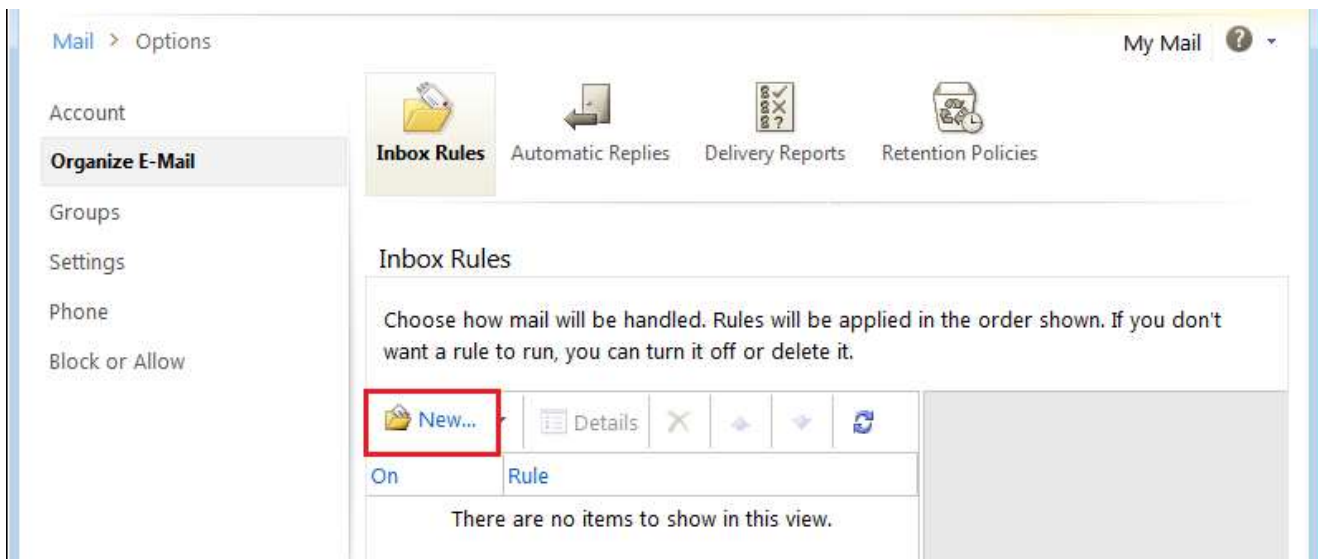 Mail > Options
My Mail
Account
Organize E-Mail
Groups
Settings
Phone
Block or Allow
Inbox Rules
Automatic Replies
Delivery Reports
Retention Policies
Inbox Rules
Choose how mail will be handled. Rules will be applied in the order shown. If you don't
want a rule to run, you can turn it off or delete it.
New...
Details
On
Rule
There are no items to show in this view.